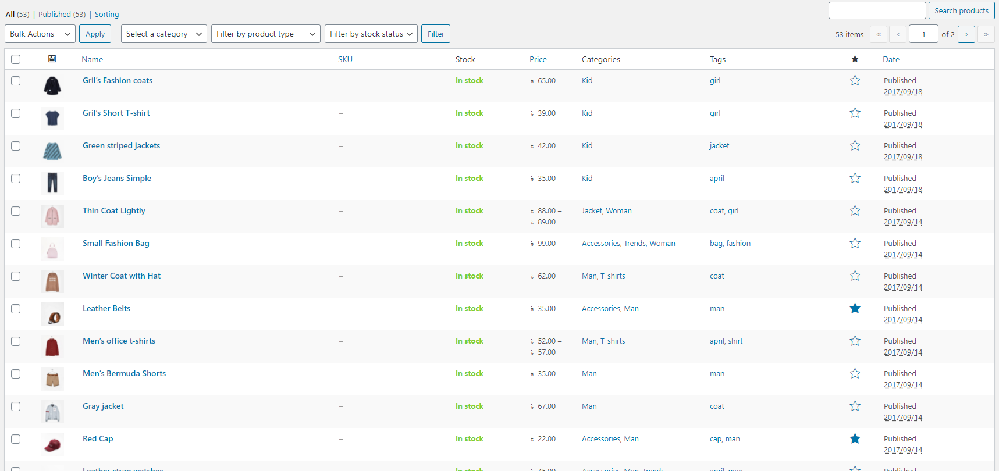 All (53) | Published (53) | Sorting
Search products
Bulk Actions Apply Select a category Filter by product type Filter by stock status Filter 53 items « ‹ 1 of 2 › »
Name SKU Stock Price Categories Tags ★ Date
Gril’s Fashion coats – In stock ৳ 65.00 Kid girl Published
2017/09/18
Gril’s Short T-shirt – In stock ৳ 39.00 Kid girl Published
2017/09/18
Green striped jackets – In stock ৳ 42.00 Kid jacket Published
2017/09/18
Boy’s Jeans Simple – In stock ৳ 35.00 Kid april Published
2017/09/18
Thin Coat Lightly – In stock ৳ 88.00 – Jacket, Woman coat, girl Published
৳ 89.00 2017/09/14
Small Fashion Bag – In stock ৳ 99.00 Accessories, Trends, Woman bag, fashion Published
2017/09/14
Winter Coat with Hat – In stock ৳ 62.00 Man, T-shirts coat Published
2017/09/14
Leather Belts – In stock ৳ 35.00 Accessories, Man man Published
2017/09/14
Men’s office t-shirts – In stock ৳ 52.00 – Man, T-shirts april, shirt Published
৳ 57.00 2017/09/14
Men’s Bermuda Shorts – In stock ৳ 35.00 Man man Published
2017/09/14
Gray jacket – In stock ৳ 67.00 Man coat Published
2017/09/14
Red Cap – In stock ৳ 22.00 Accessories, Man cap, man Published
2017/09/14
Leather strap watches In stock ৳ 45.00 Accessories, Man, Trends april, man Published